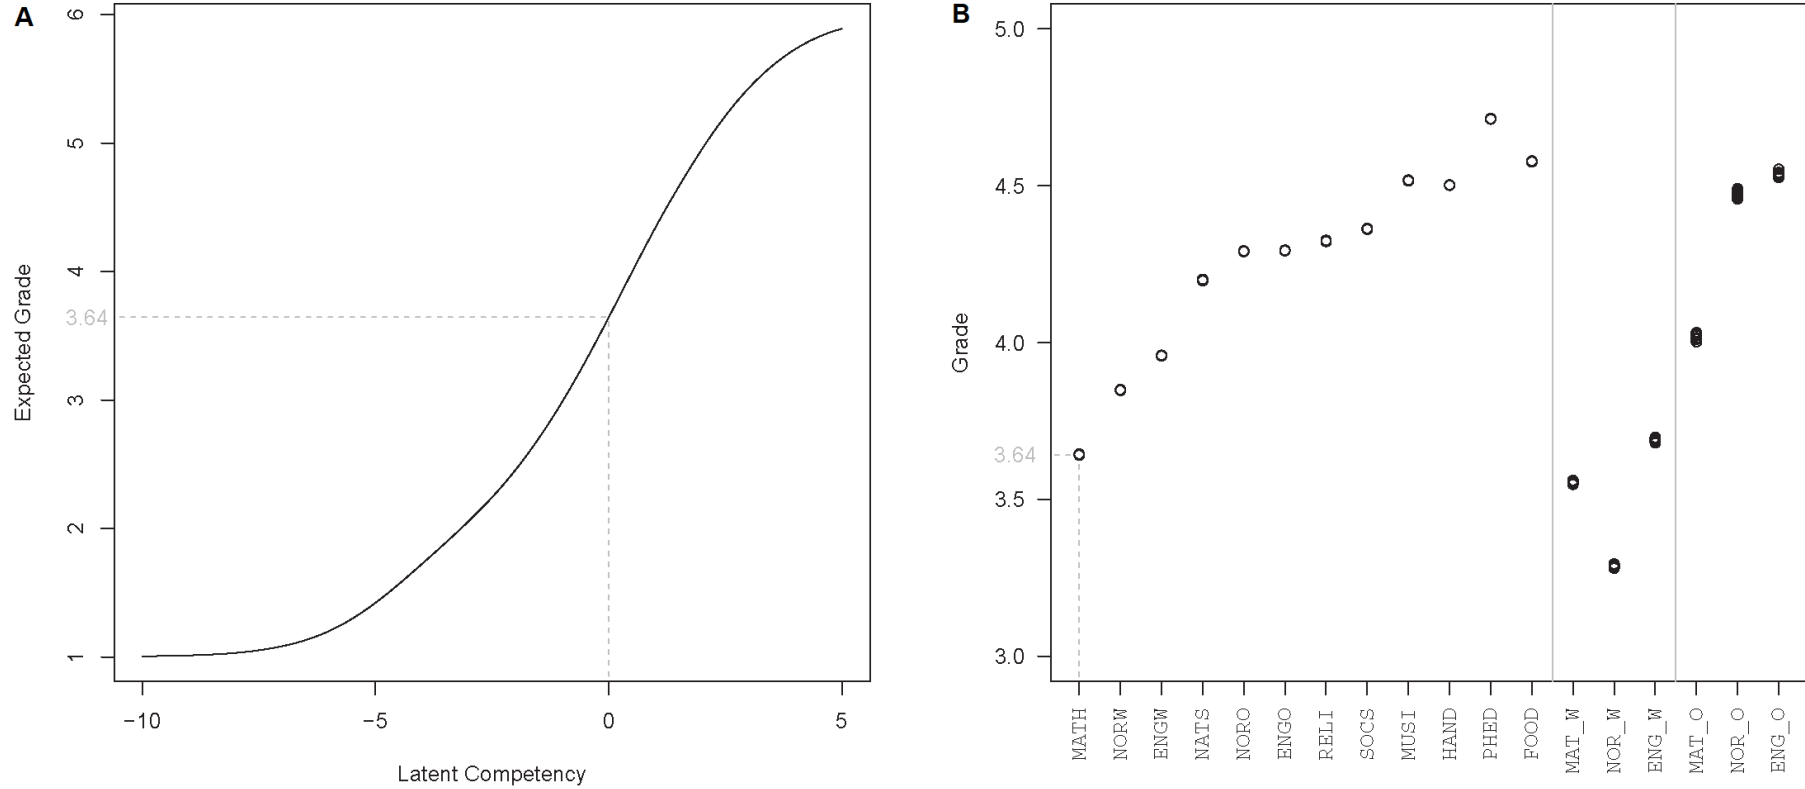 A
Expected Grade
6
5
4
3.64
3
2
1
−10
−5
0
5
Latent Competency
B
Grade
5.0
4.5
4.0
3.64
3.5
3.0
MATH
NORW
ENGW
NATS
NORO
ENGO
RELI
SOCS
MUSI
HAND
PHED
FOOD
MAT_W
NOR_W
ENG_W
MAT_O
NOR_O
ENG_O